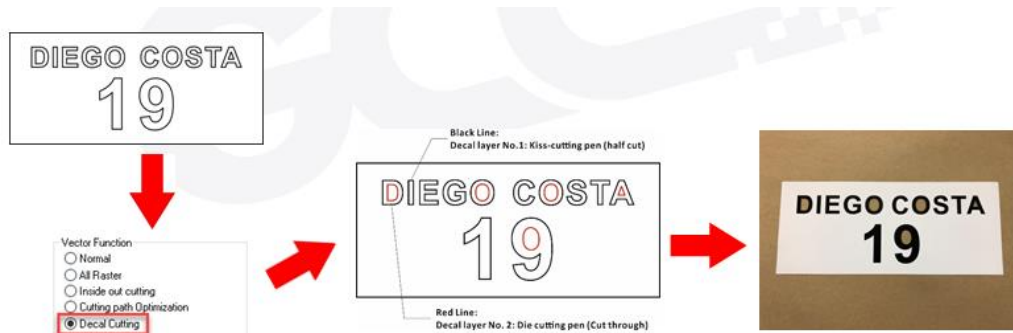 DIEGO COSTA
19
Vector Function
Normal
All Raster
Inside out cutting
Cutting path Optimization
Decal Cutting
Black Line:
Decal layer No.1: Kiss-cutting pen (half cut)
DIEGO COSTA
19
Red Line:
Decal layer No. 2: Die cutting pen (Cut through)
DIEGO COSTA
19
GCC